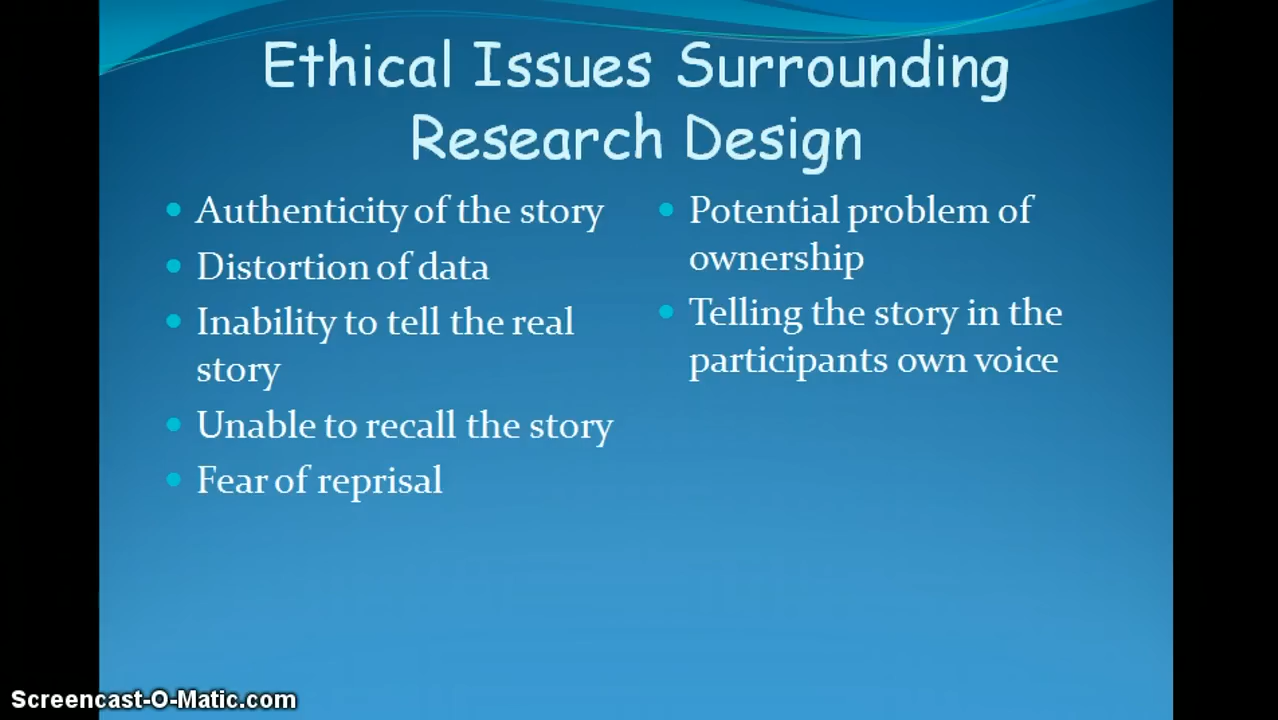 Ethical Issues Surrounding
Research Design
Authenticity of the story
Distortion of data
Inability to tell the real
story
Unable to recall the story
Fear of reprisal
Potential problem of
ownership
Telling the story in the
participants own voice
Screencast-O-Matic.com